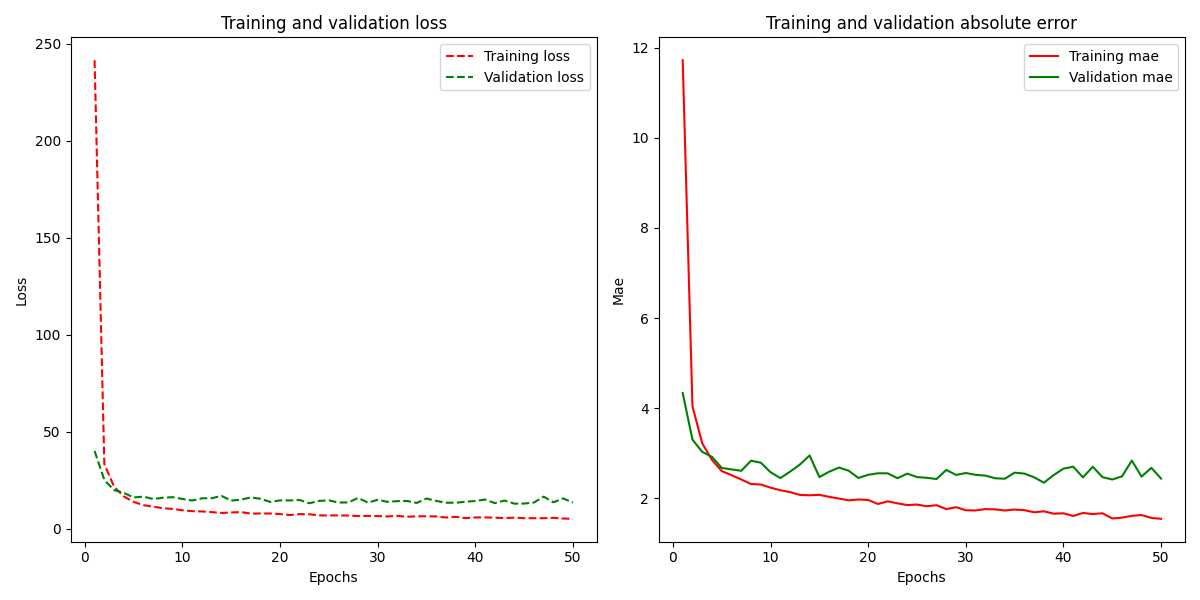 Training and validation loss
250
200
150
100
50
0
Loss
Training loss
Validation loss
0 10 20 30 40 50
Epochs
Training and validation absolute error
12
10
8
6
4
2
Mae
Training mae
Validation mae
0 10 20 30 40 50
Epochs